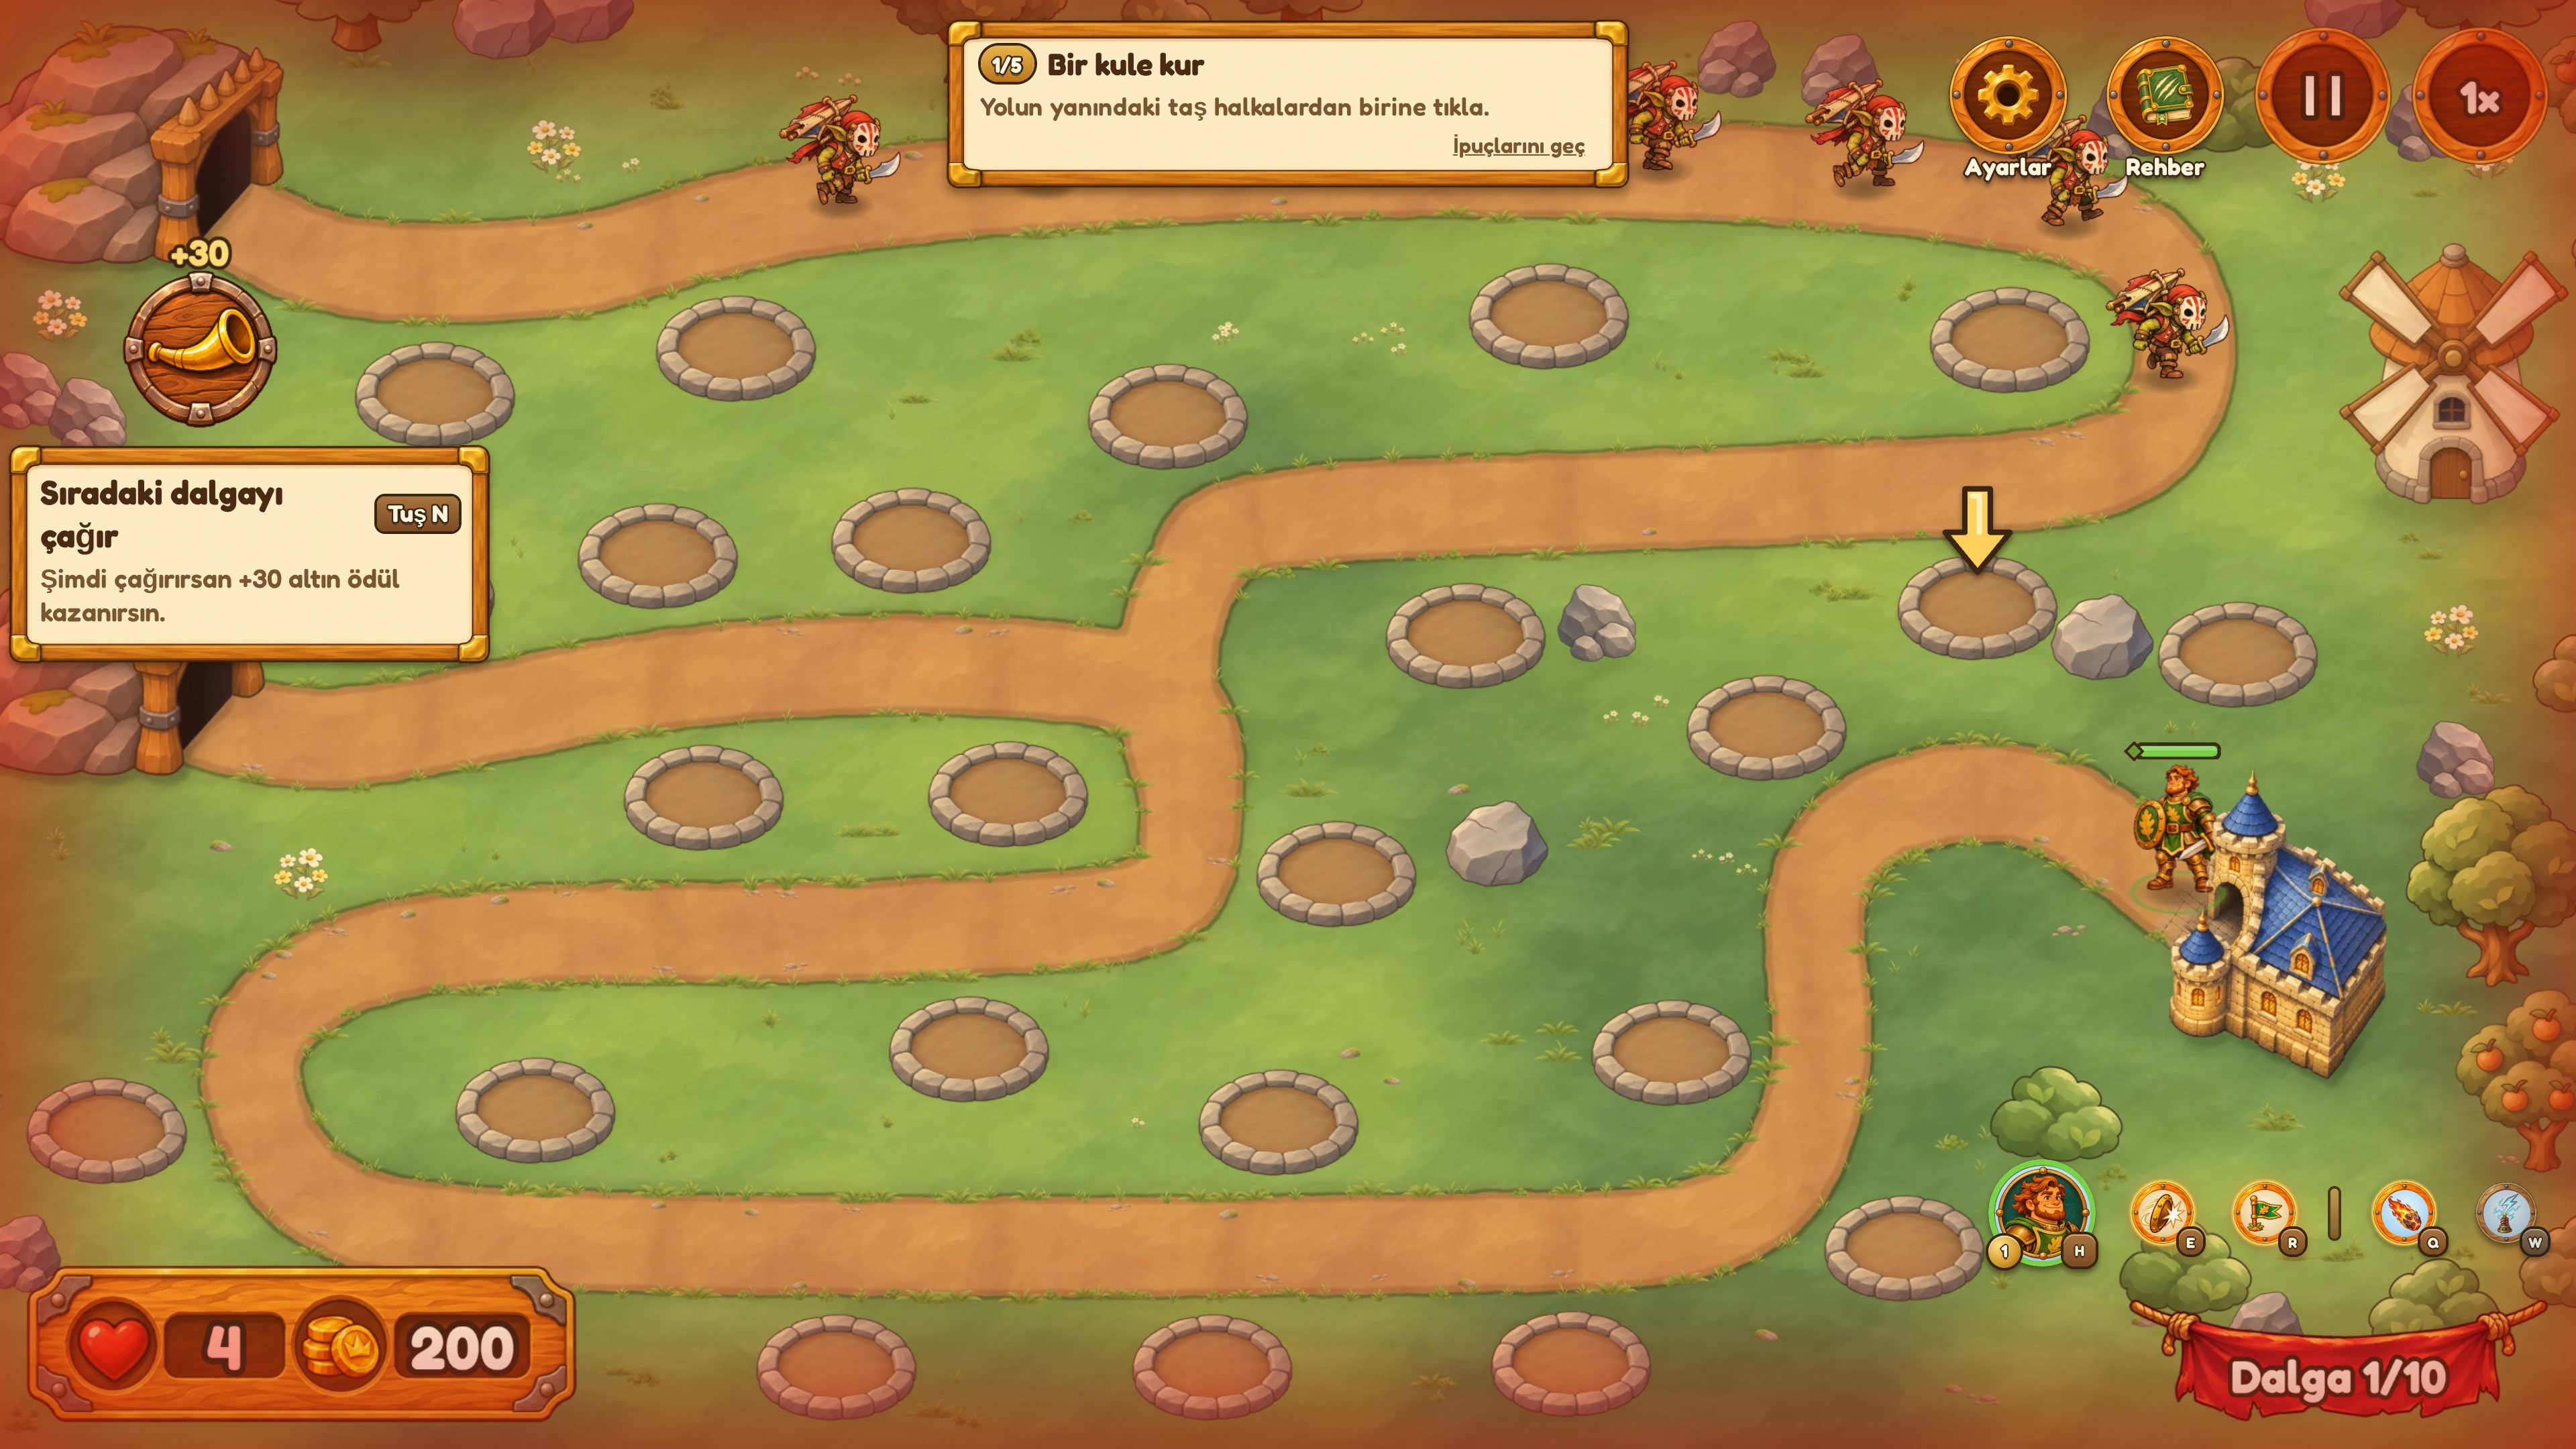 1/5 Bir kule kur
Yolun yanındaki taş halkalardan birine tıkla.
İpuçlarını geç
Ayarlar
Rehber
1x
+30
Sıradaki dalgayı
çağır
Tuş N
Şimdi çağırırsan +30 altın ödül
kazanırsın.
1
H
E
R
Q
W
4
200
Dalga 1/10